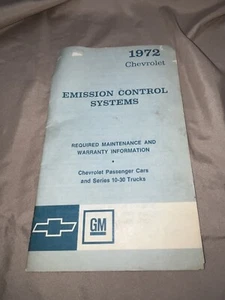 1972
Chevrolet
EMISSION CONTROL
SYSTEMS
REQUIRED MAINTENANCE AND
WARRANTY INFORMATION
•
Chevrolet Passenger Cars
and Series 10-30 Trucks
GM